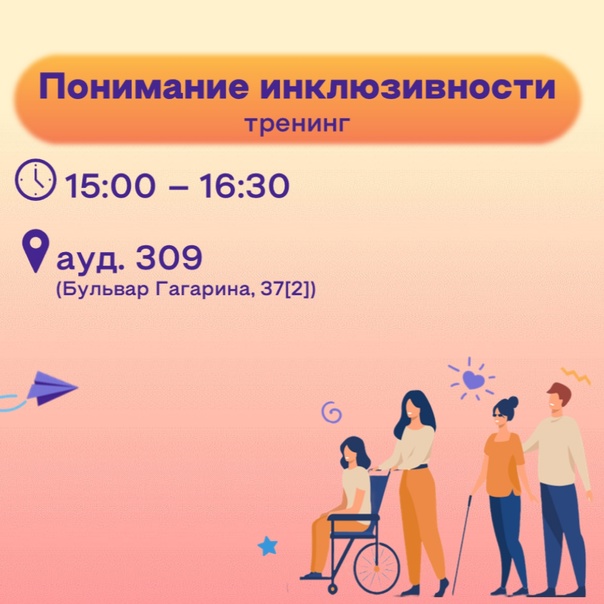 Понимание инклюзивности
тренинг
15:00 – 16:30
ауд. 309
(Бульвар Гагарина, 37[2])